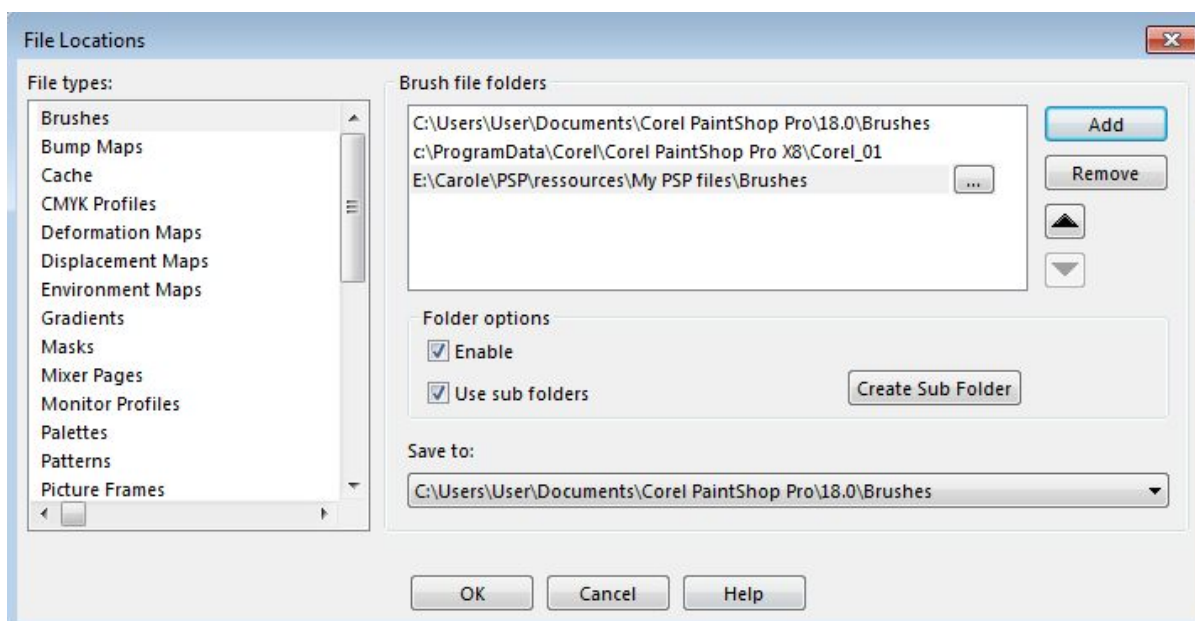 File Locations
File types:
Brushes
Bump Maps
Cache
CMYK Profiles
Deformation Maps
Displacement Maps
Environment Maps
Gradients
Masks
Mixer Pages
Monitor Profiles
Palettes
Patterns
Picture Frames
Brush file folders
C:\Users\User\Documents\Corel PaintShop Pro\18.0\Brushes
c:\ProgramData\Corel\Corel PaintShop Pro X8\Corel_01
E:\Carole\PSP\ressources\My PSP files\Brushes
...
Add
Remove
Folder options
Enable
Use sub folders
Create Sub Folder
Save to:
C:\Users\User\Documents\Corel PaintShop Pro\18.0\Brushes
OK
Cancel
Help